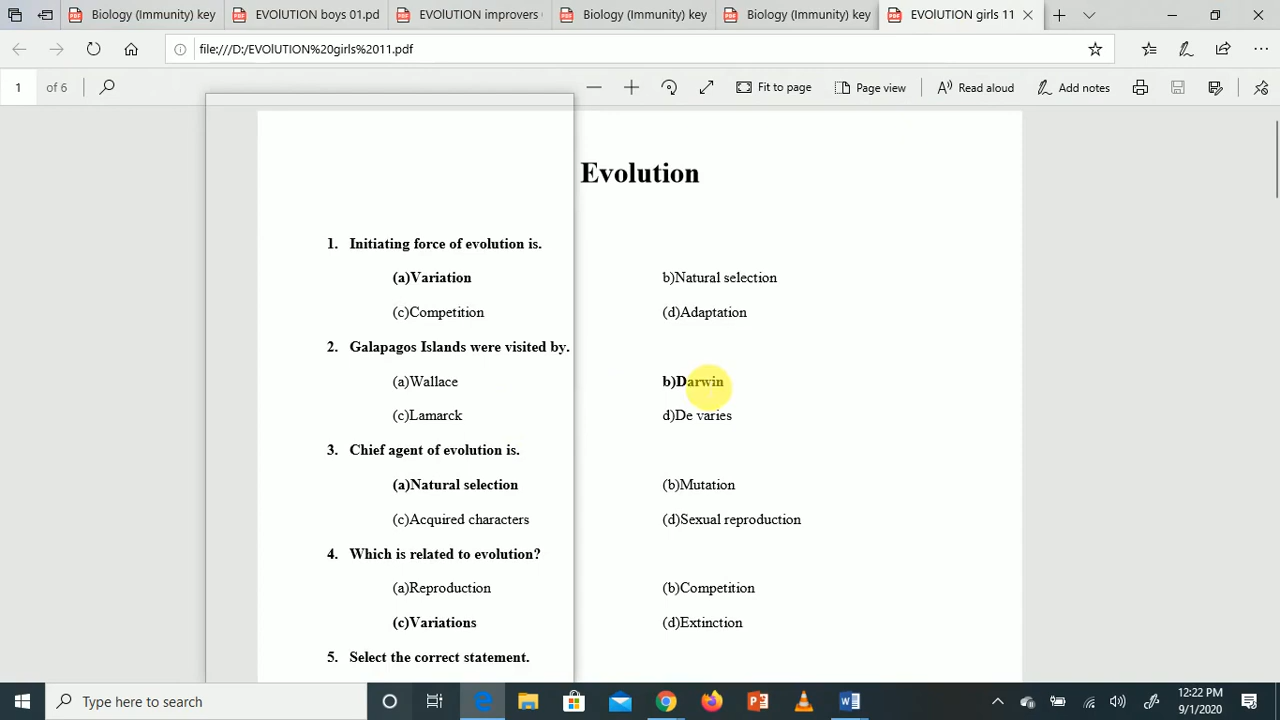 Biology (Immunity) key
EVOlUTION boys 01.pd
EVOlUTION improvers
Biology (Immunity) key
Biology (Immunity) key
EVOlUTION girls 11
file:///D:/EVOlUTION%20girls%2011.pdf
1 of 6
Fit to page
Page view
Read aloud
Add notes
Evolution
1. Initiating force of evolution is.
(a)Variation b)Natural selection
(c)Competition (d)Adaptation
2. Galapagos Islands were visited by.
(a)Wallace b)Darwin
(c)Lamarck d)De varies
3. Chief agent of evolution is.
(a)Natural selection (b)Mutation
(c)Acquired characters (d)Sexual reproduction
4. Which is related to evolution?
(a)Reproduction (b)Competition
(c)Variations (d)Extinction
5. Select the correct statement.
Type here to search
12:22 PM
9/1/2020